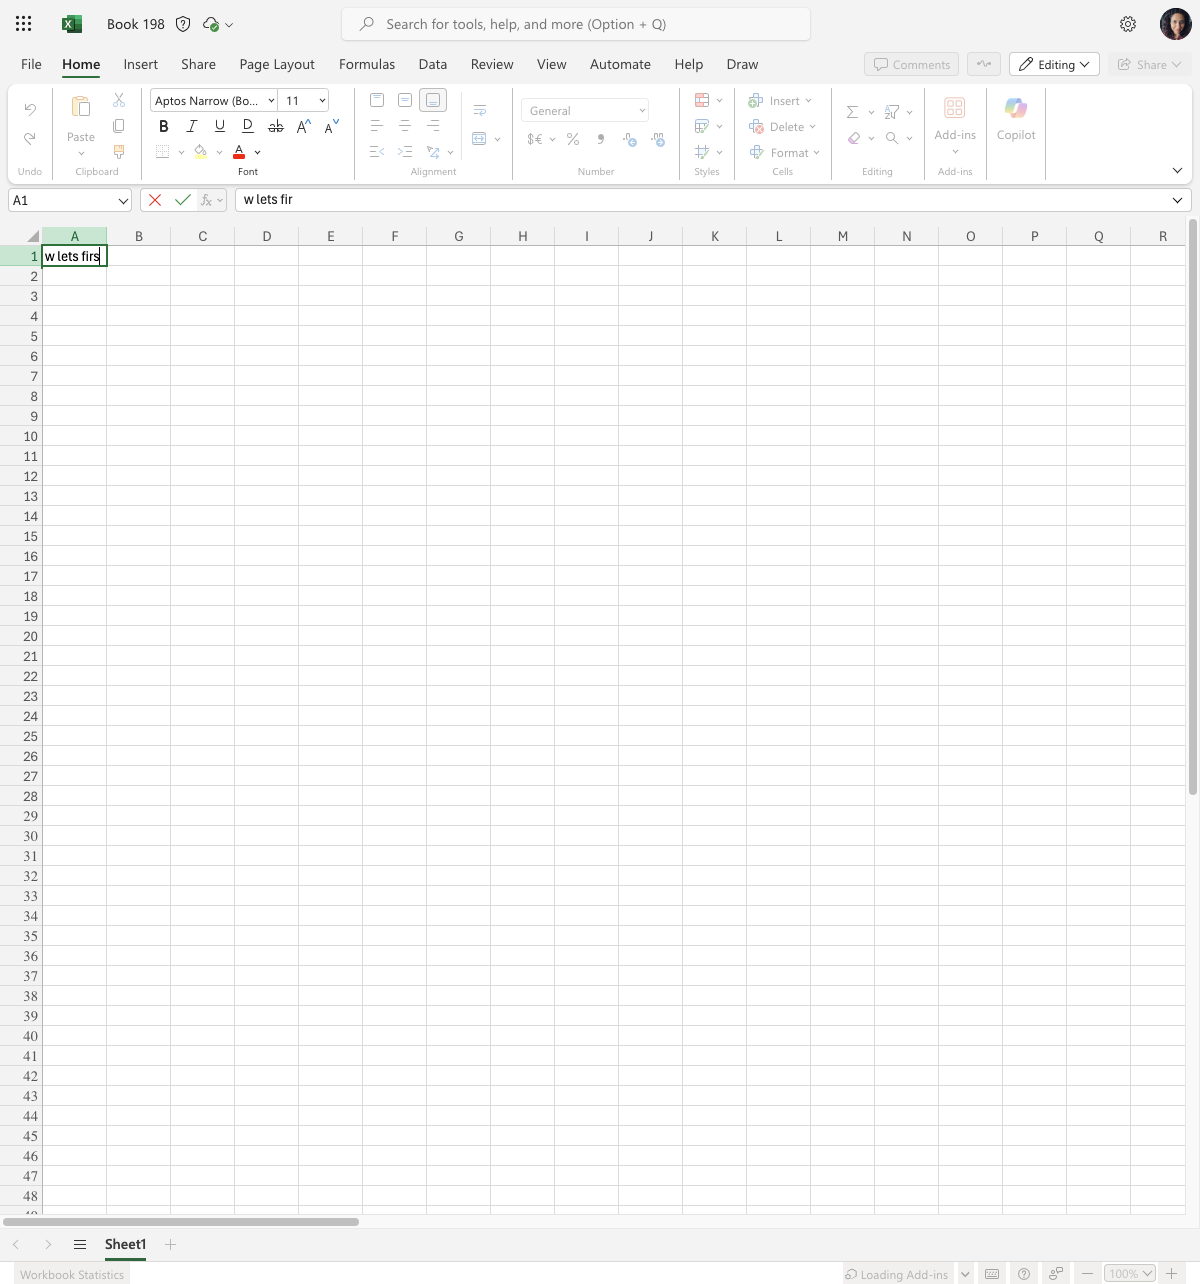 Book 198
Search for tools, help, and more (Option + Q)
File Home Insert Share Page Layout Formulas Data Review View Automate Help Draw
Comments Editing Share
Aptos Narrow (Bo... 11
General
Insert
Paste
Delete
Add-ins Copilot
B I U D ab A A
$€ % 9
A
Format
Undo Clipboard Font Alignment Number Styles Cells Editing Add-ins
A1 fx w lets fir
A B C D E F G H I J K L M N O P Q R
1 w lets firs
2
3
4
5
6
7
8
9
10
11
12
13
14
15
16
17
18
19
20
21
22
23
24
25
26
27
28
29
30
31
32
33
34
35
36
37
38
39
40
41
42
43
44
45
46
47
48
49
Sheet1
Workbook Statistics Loading Add-ins 100%